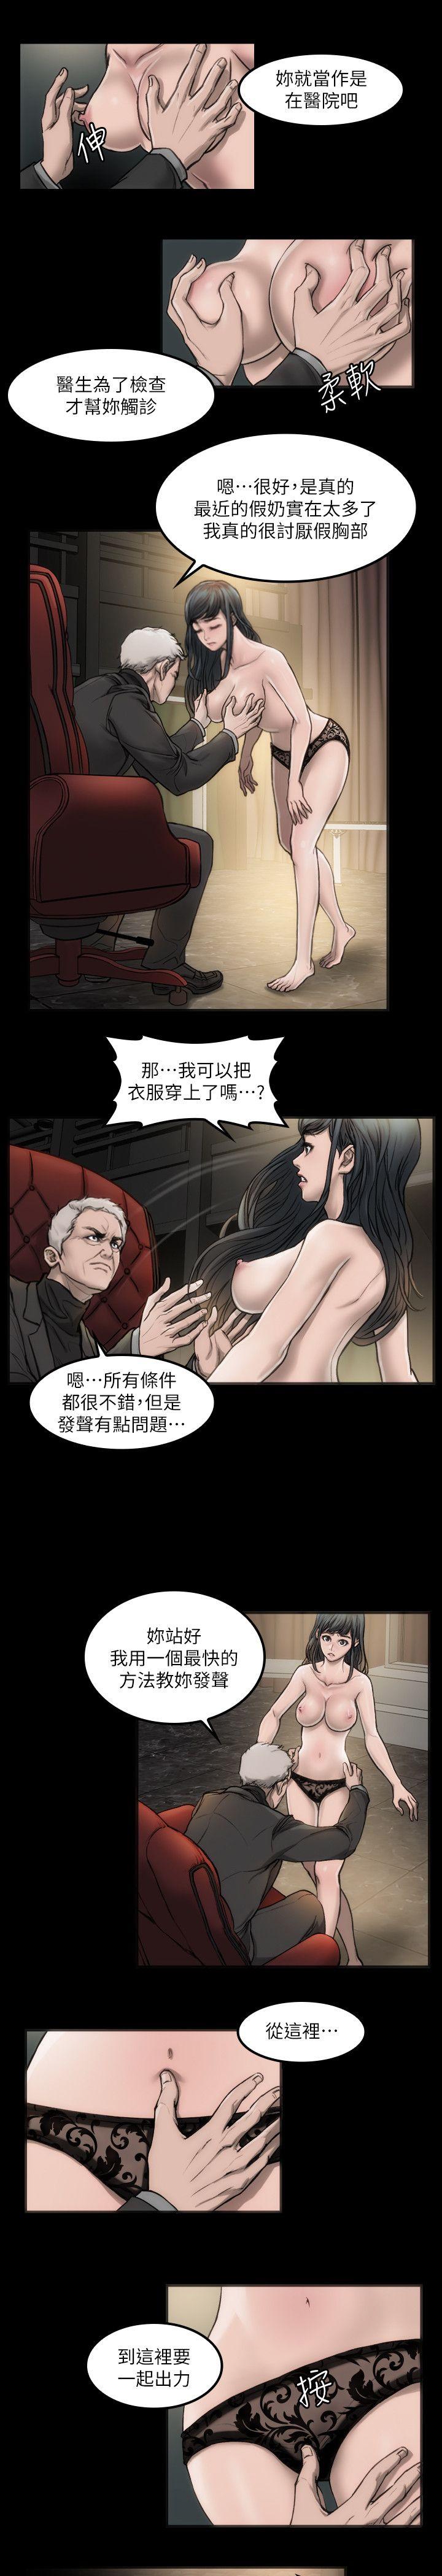 妳就當作是
在醫院吧
伸
柔軟
醫生為了檢查
才幫妳觸診
嗯…很好,是真的
最近的假奶實在太多了
我真的很討厭假胸部
那…我可以把
衣服穿上了嗎…?
嗯…所有條件
都很不錯,但是
發聲有點問題…
妳站好
我用一個最快的
方法教妳發聲
從這裡…
到這裡要
一起出力
按